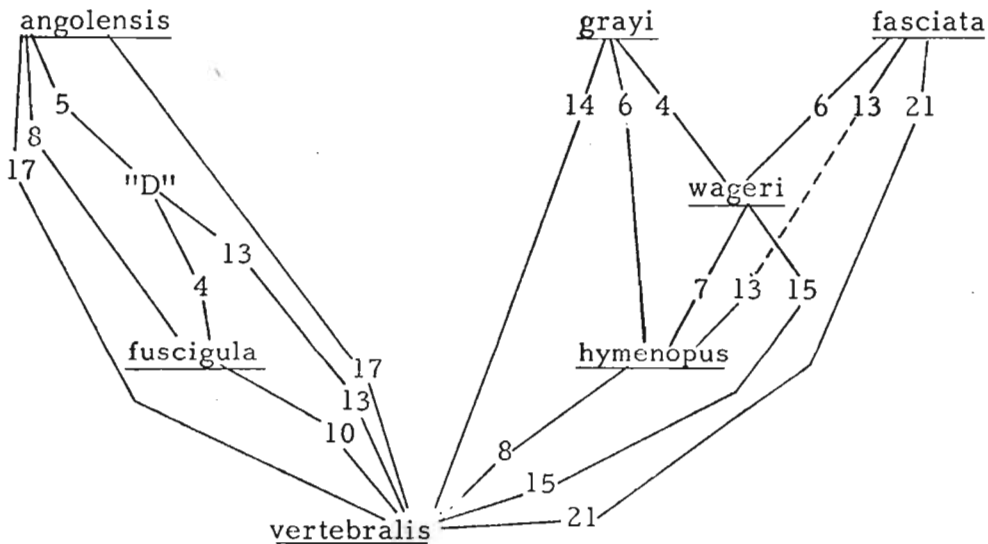 angolensis grayi fasciata
5 14 6 4 6 13 21
8
17
"D" wageri
13
4 7 13 15
fuscigula hymenopus
17
13
10
8
15
21
vertebralis